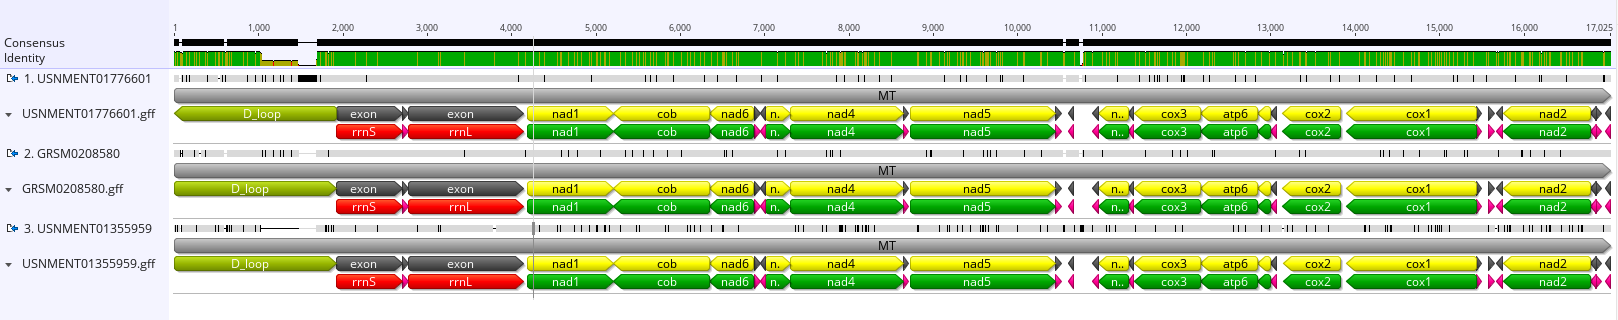 1 1,000 2,000 3,000 4,000 5,000 6,000 7,000 8,000 9,000 10,000 11,000 12,000 13,000 14,000 15,000 16,000 17,025
Consensus
Identity
1. USNMENT01776601
MT
USNMENT01776601.gff D_loop exon exon nad1 cob nad6 n. nad4 nad5 n.. cox3 atp6 cox2 cox1 nad2
rrnS rrnL nad1 cob nad6 n. nad4 nad5 n.. cox3 atp6 cox2 cox1 nad2
2. GRSM0208580
MT
GRSM0208580.gff D_loop exon exon nad1 cob nad6 n. nad4 nad5 n.. cox3 atp6 cox2 cox1 nad2
rrnS rrnL nad1 cob nad6 n. nad4 nad5 n.. cox3 atp6 cox2 cox1 nad2
3. USNMENT01355959
MT
USNMENT01355959.gff D_loop exon exon nad1 cob nad6 n. nad4 nad5 n.. cox3 atp6 cox2 cox1 nad2
rrnS rrnL nad1 cob nad6 n. nad4 nad5 n.. cox3 atp6 cox2 cox1 nad2